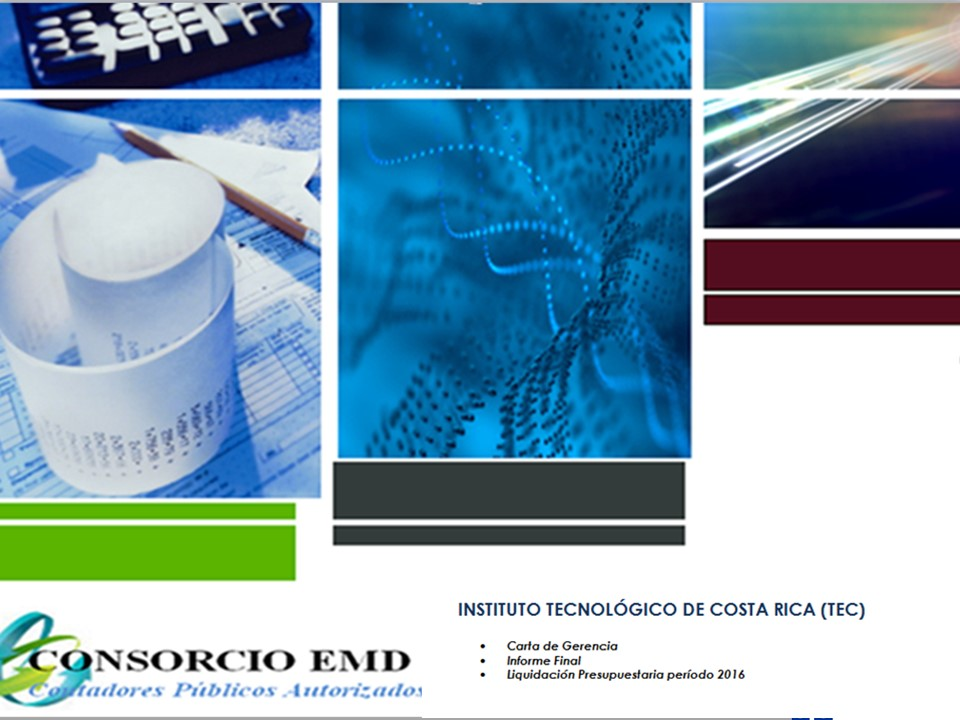 CONSORCIO EMD
Contadores Públicos Autorizados
INSTITUTO TECNOLÓGICO DE COSTA RICA (TEC)
• Carta de Gerencia
• Informe Final
• Liquidación Presupuestaria período 2016